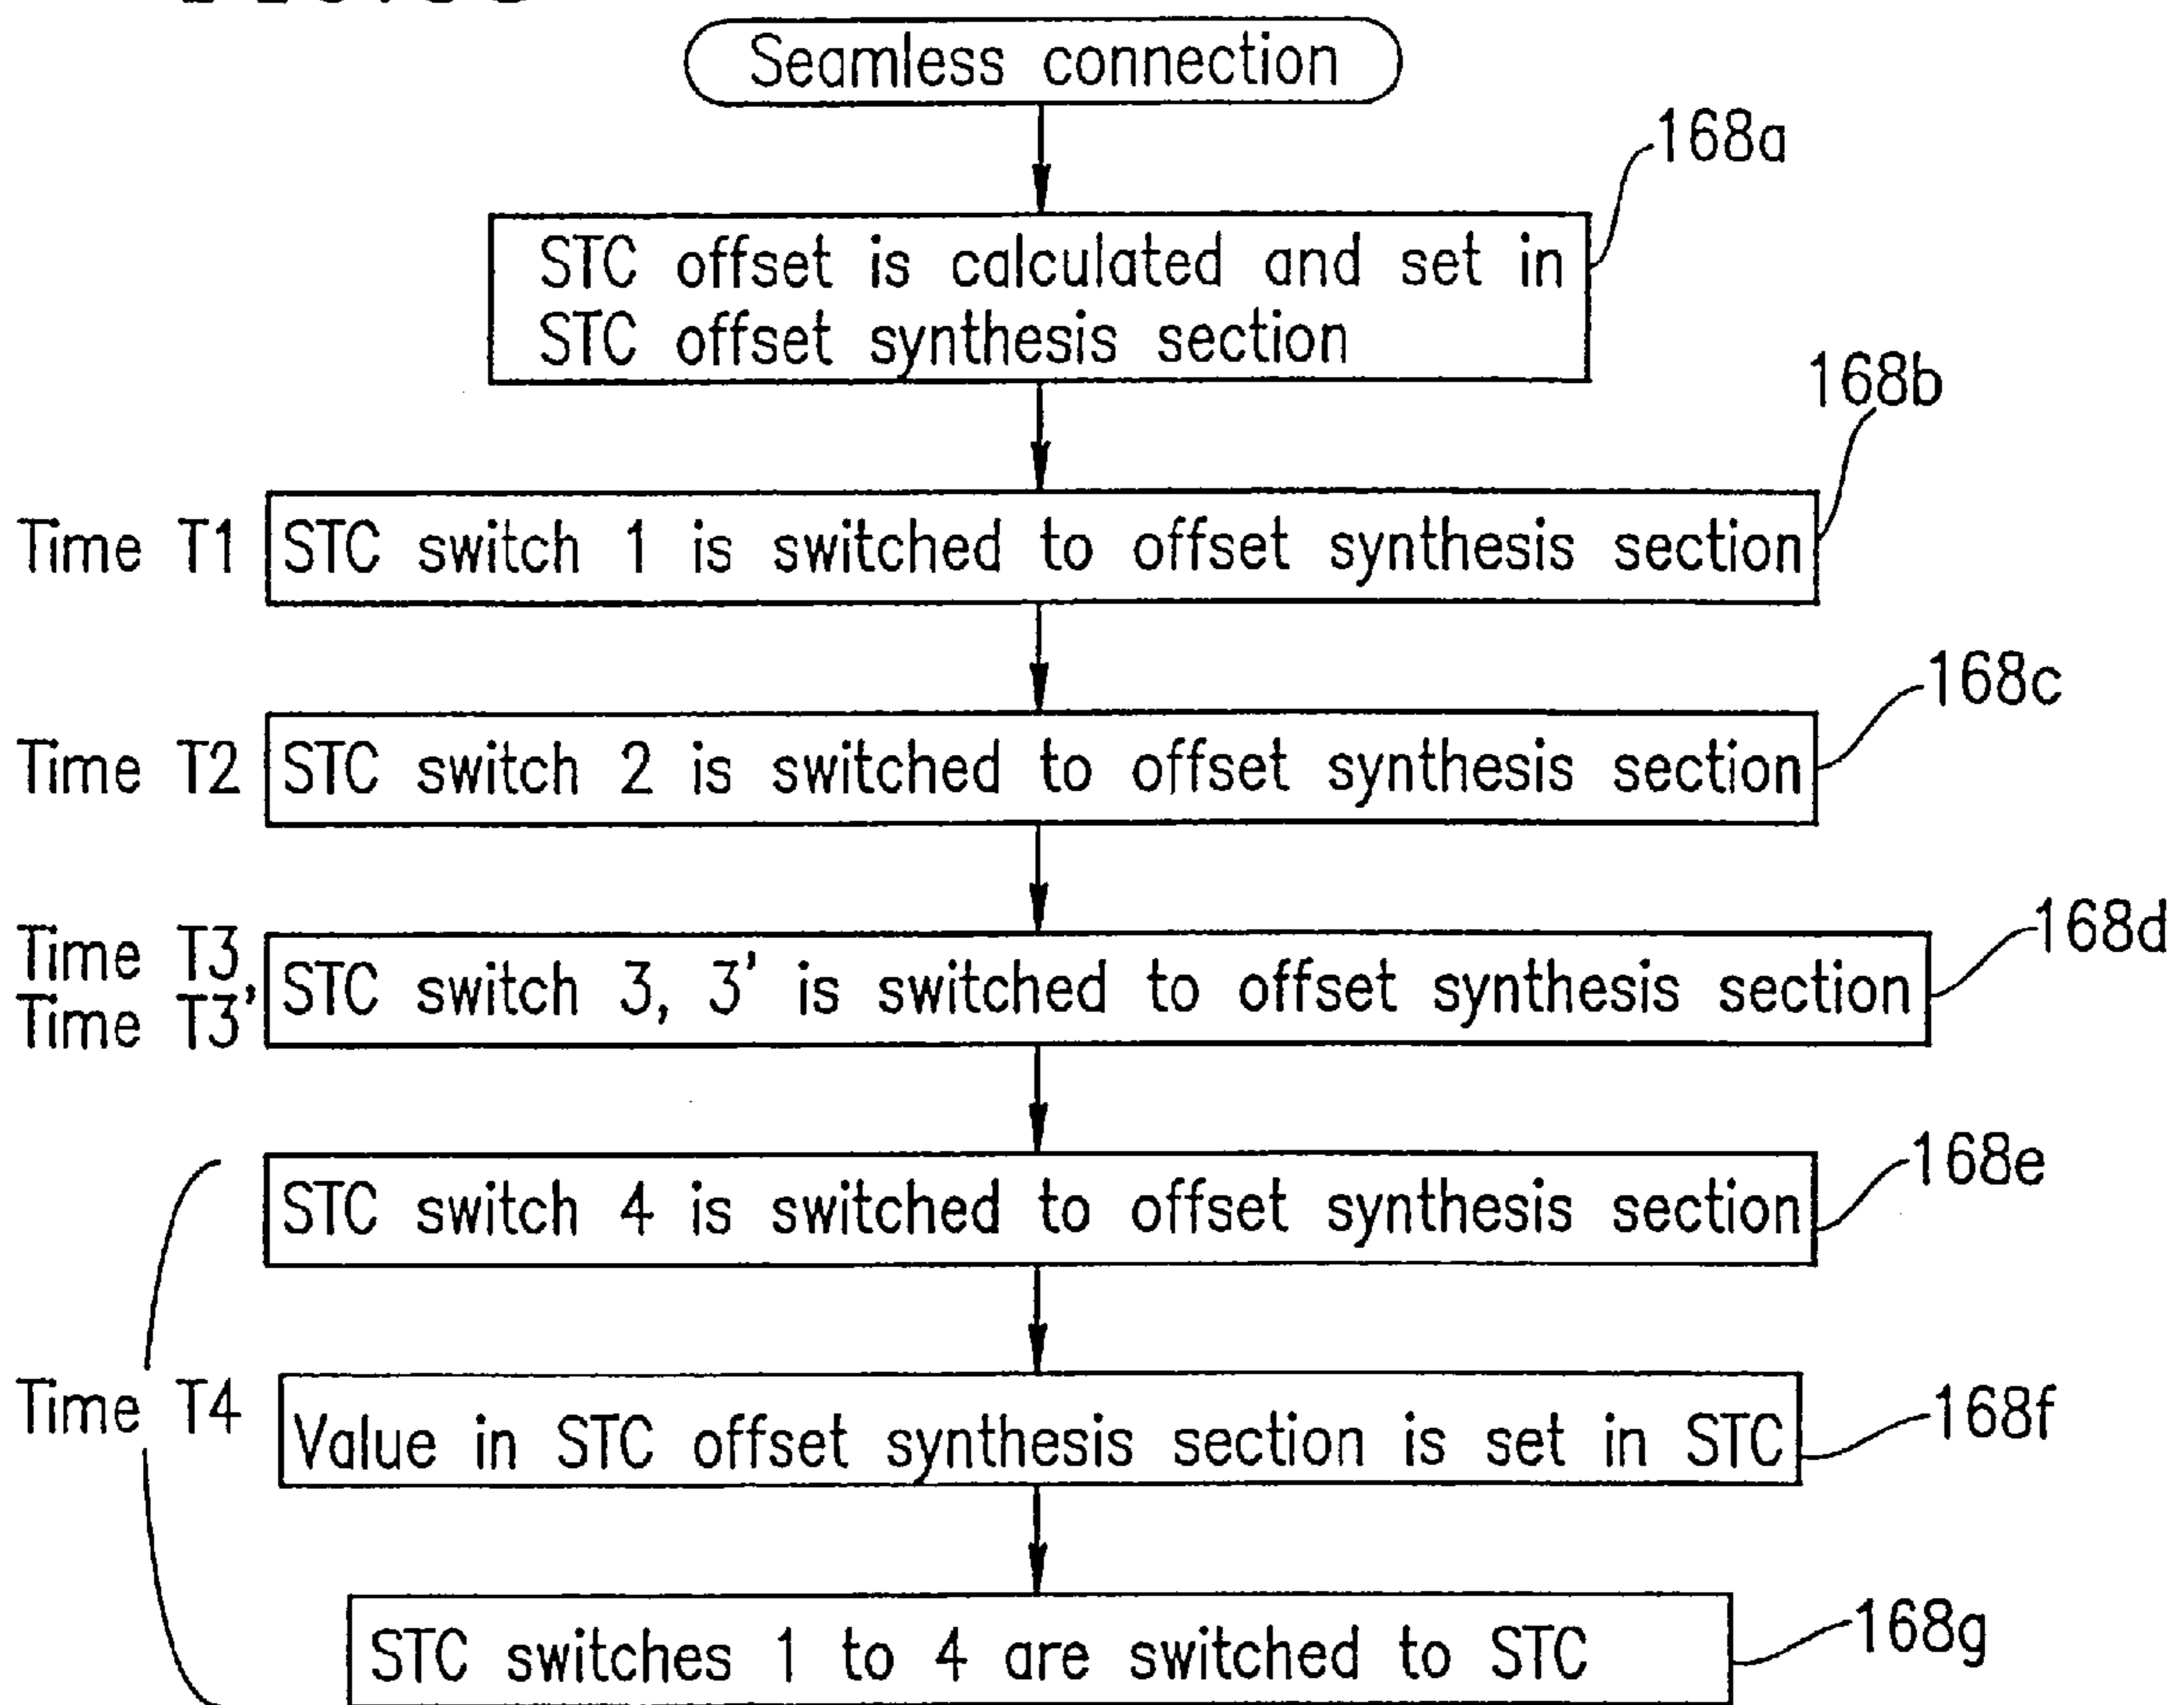 Seamless connection
168a
STC offset is calculated and set in
STC offset synthesis section
168b
Time T1 STC switch 1 is switched to offset synthesis section
168c
Time T2 STC switch 2 is switched to offset synthesis section
168d
Time T3,
Time T3'
STC switch 3, 3' is switched to offset synthesis section
168e
STC switch 4 is switched to offset synthesis section
Time T4
168f
Value in STC offset synthesis section is set in STC
168g
STC switches 1 to 4 are switched to STC